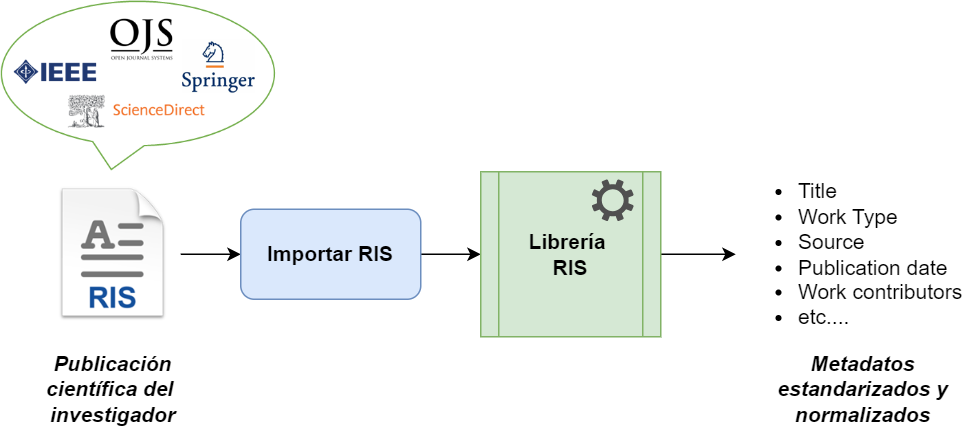 OJS
OPEN JOURNAL SYSTEMS
IEEE
Springer
ScienceDirect
A
RIS
Importar RIS
Librería
RIS
• Title
• Work Type
• Source
• Publication date
• Work contributors
• etc....
Publicación
científica del
investigador
Metadatos
estandarizados y
normalizados